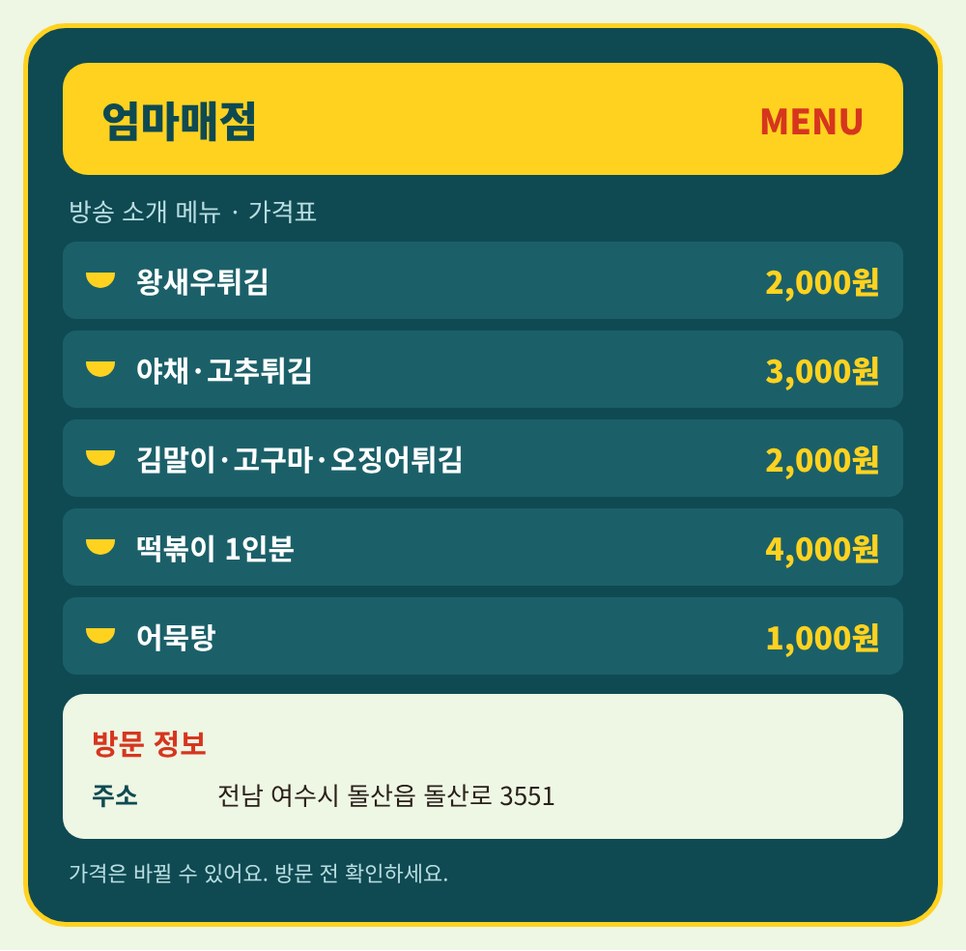 엄마매점 MENU
방송 소개 메뉴 · 가격표
왕새우튀김 2,000원
야채·고추튀김 3,000원
김말이·고구마·오징어튀김 2,000원
떡볶이 1인분 4,000원
어묵탕 1,000원
방문 정보
주소 전남 여수시 돌산읍 돌산로 3551
가격은 바뀔 수 있어요. 방문 전 확인하세요.